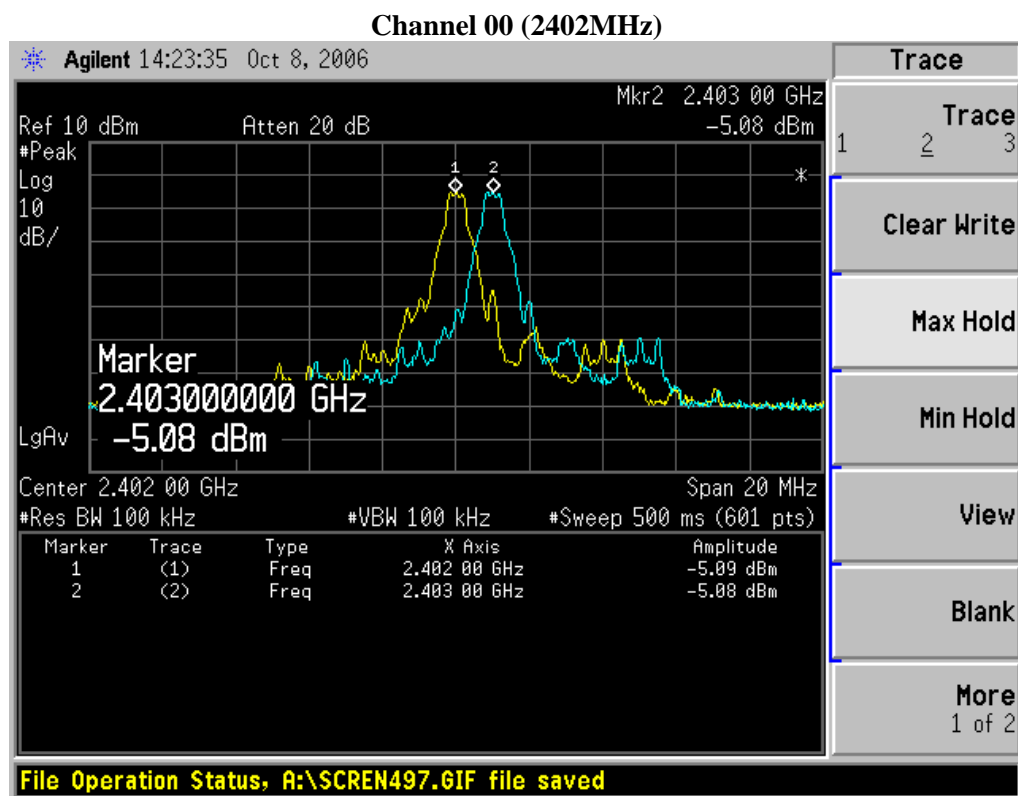 Channel 00 (2402MHz)
Agilent 14:23:35 Oct 8, 2006
Trace
Mkr2 2.403 00 GHz
Ref 10 dBm Atten 20 dB -5.08 dBm
#Peak
Log
10
dB/
1 2
*
Marker
2.403000000 GHz
-5.08 dBm
LgAv
Center 2.402 00 GHz Span 20 MHz
#Res BW 100 kHz #VBW 100 kHz #Sweep 500 ms (601 pts)
Marker Trace Type X Axis Amplitude
1 (1) Freq 2.402 00 GHz -5.09 dBm
2 (2) Freq 2.403 00 GHz -5.08 dBm
Trace
1 2 3
Clear Write
Max Hold
Min Hold
View
Blank
More
1 of 2
File Operation Status, A:\SCREN497.GIF file saved